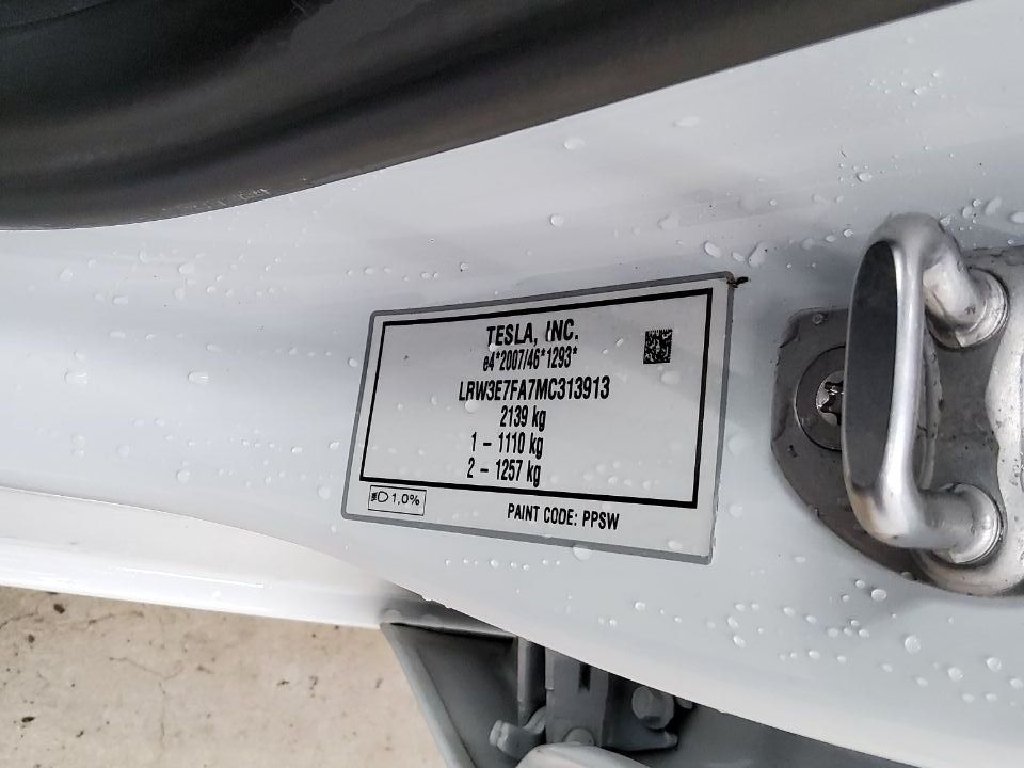 TESLA, INC.
e4*2007/46*1293*
LRW3E7FA7MC313913
2139 kg
1 – 1110 kg
2 – 1257 kg
1,0%
PAINT CODE: PPSW